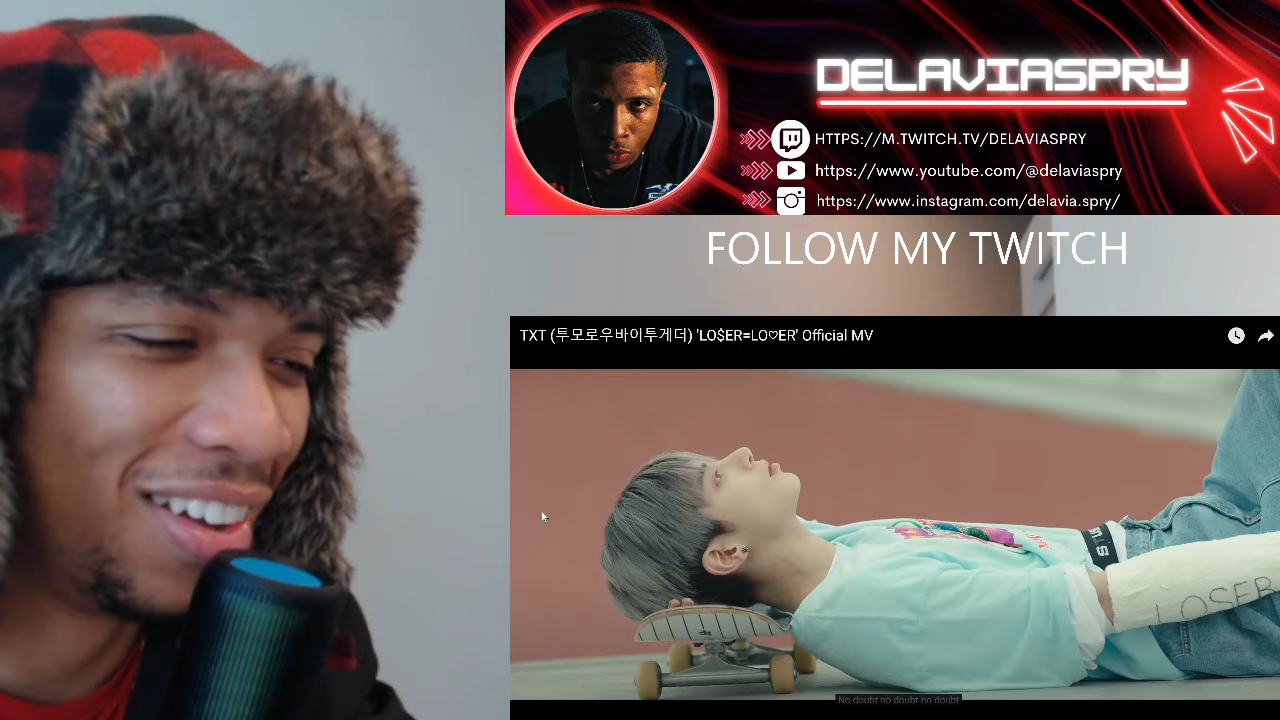 DELAVIASPRY
HTTPS://M.TWITCH.TV/DELAVIASPRY
https://www.youtube.com/@delaviaspry
https://www.instagram.com/delavia.spry/
FOLLOW MY TWITCH
TXT (투모로우바이투게더) 'LO$ER=LO♡ER' Official MV
LOSER
No doubt no doubt no doubt